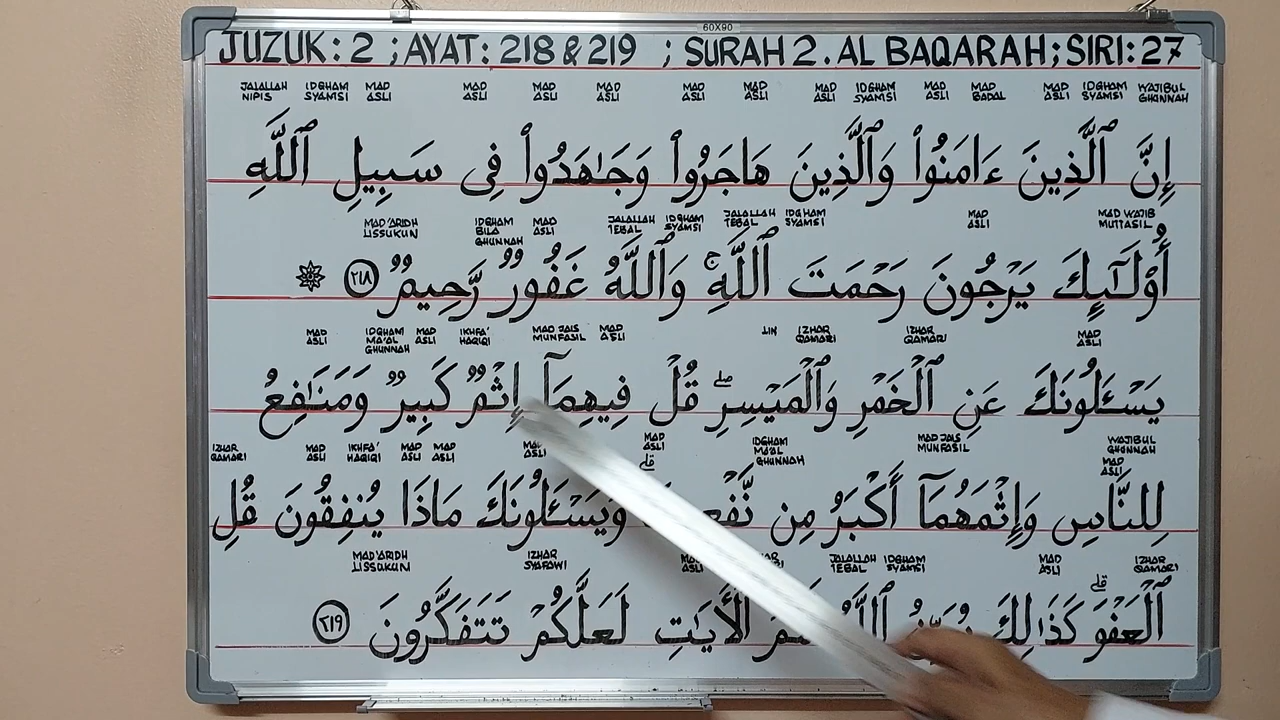 60X90
JUZUK: 2 ; AYAT: 218 & 219 ; SURAH 2. AL BAQARAH; SIRI: 27
JALALLAH NIPIS IDGHAM SYAMSI MAD ASLI MAD ASLI MAD ASLI MAD ASLI MAD ASLI MAD ASLI MAD ASLI IDGHAM SYAMSI MAD ASLI MAD BADAL MAD ASLI IDGHAM SYAMSI WAJIBUL GHUNNAH
إِنَّ ٱلَّذِينَ ءَامَنُوا۟ وَٱلَّذِينَ هَاجَرُوا۟ وَجَـٰهَدُوا۟ فِى سَبِيلِ ٱللَّهِ
MAD 'ARIDH LISSUKUN IDGHAM BILA GHUNNAH MAD ASLI JALALLAH TEBAL IDGHAM SYAMSI JALALLAH TEBAL IDGHAM SYAMSI MAD ASLI MAD WAJIB MUTTASIL
أُو۟لَـٰٓئِكَ يَرْجُونَ رَحْمَتَ ٱللَّهِ ۚ وَٱللَّهُ غَفُورٌ رَّحِيمٌ ٢١٨
MAD ASLI IDGHAM MA'AL GHUNNAH MAD ASLI IKHFA' HAQIQI MAD JAIS MUNFASIL MAD ASLI LIN IZHAR QAMARI IZHAR QAMARI MAD ASLI
يَسْـَٔلُونَكَ عَنِ ٱلْخَمْرِ وَٱلْمَيْسِرِ ۖ قُلْ فِيهِمَآ إِثْمٌ كَبِيرٌ وَمَنَـٰفِعُ
IZHAR QAMARI MAD ASLI IKHFA' HAQIQI MAD ASLI MAD ASLI MAD ASLI MAD ASLI IDGHAM MA'AL GHUNNAH MAD JAIS MUNFASIL MAD ASLI WAJIBUL GHUNNAH
لِلنَّاسِ وَإِثْمُهُمَآ أَكْبَرُ مِن ۗ وَيَسْـَٔلُونَكَ مَاذَا يُنفِقُونَ قُلِ
MAD 'ARIDH LISSUKUN IZHAR SYAFAWI ASLI JALALLAH TEBAL IDGHAM SYAMSI MAD ASLI IZHAR QAMARI
ٱلْعَفْوَ ۗ كَذَٰلِكَ ٱلْـَٔايَـٰتِ لَعَلَّكُمْ تَتَفَكَّرُونَ ٢١٩